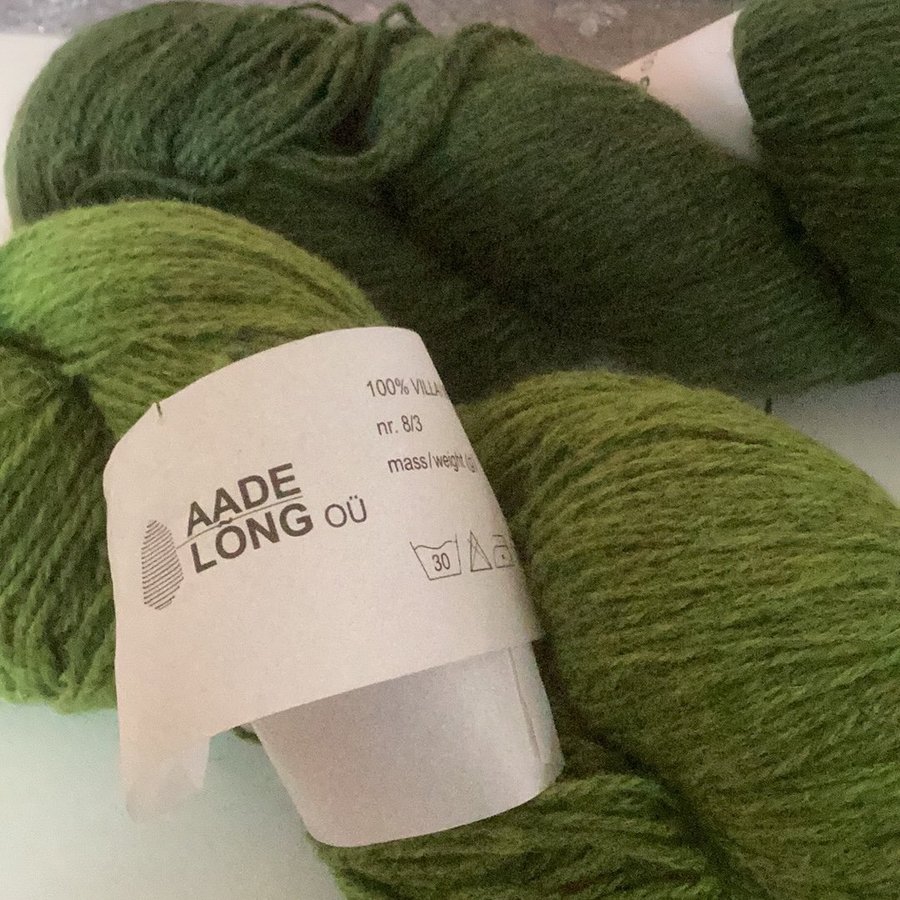 100% VILLA
nr. 8/3
mass/weight (g)
AADE
LÕNG OÜ
30